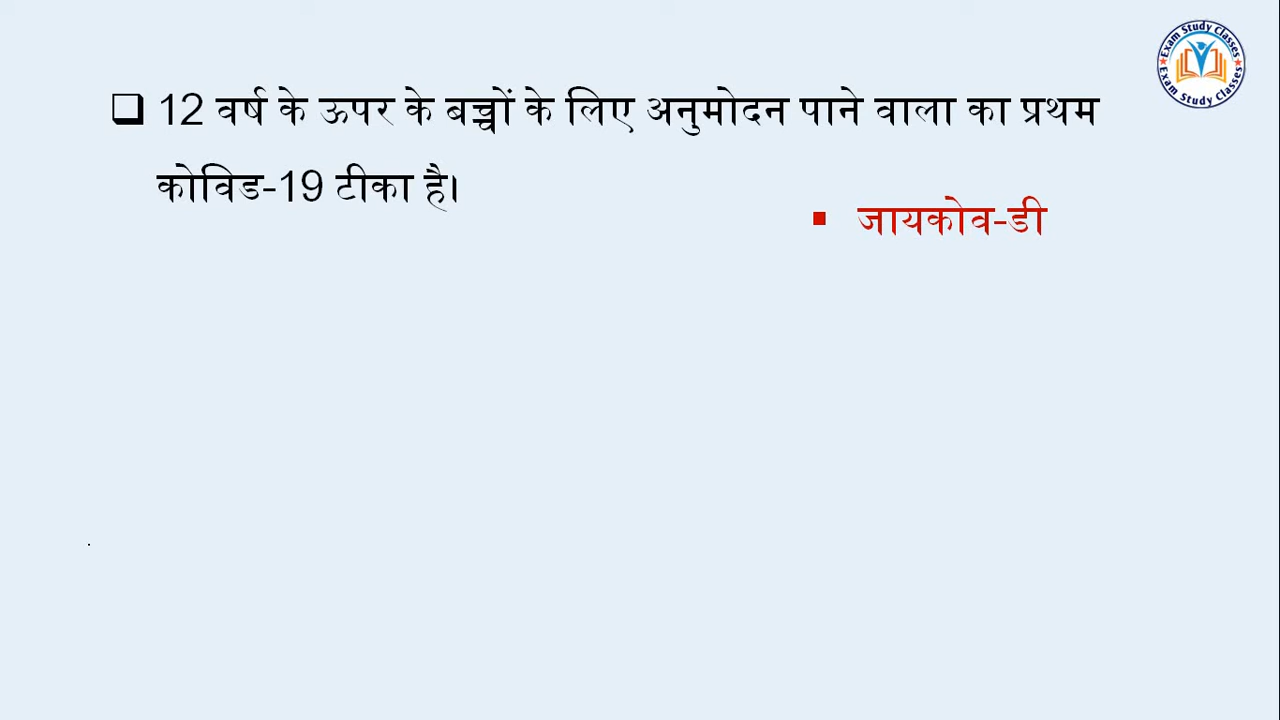 Exam Study Classes
Exam Study Classes
12 वर्ष के ऊपर के बच्चों के लिए अनुमोदन पाने वाला का प्रथम
कोविड-19 टीका है।
जायकोव-डी